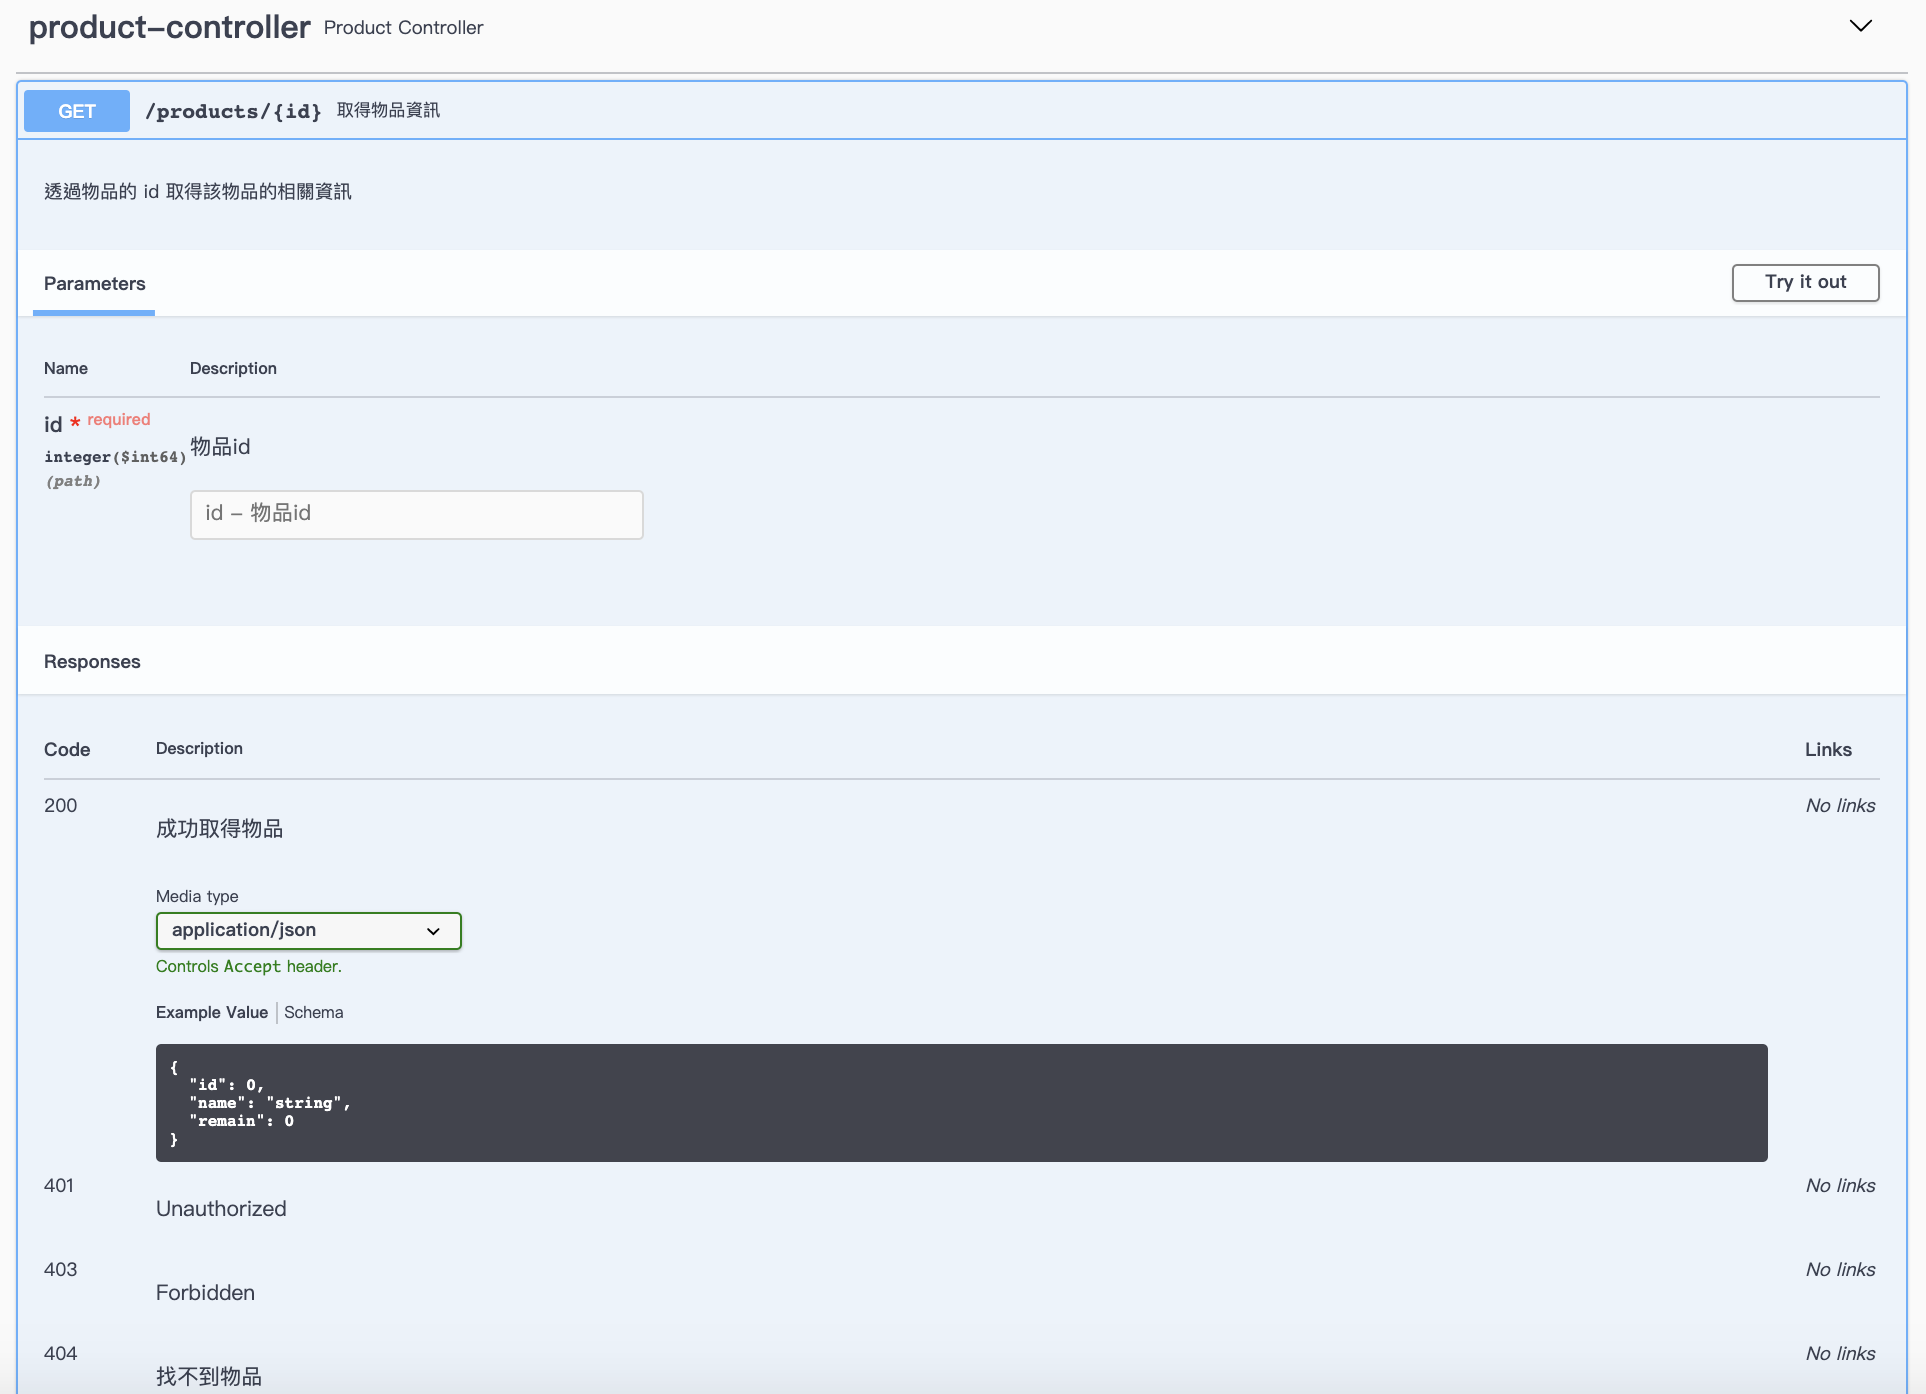 product-controller Product Controller
GET /products/{id} 取得物品資訊
透過物品的 id 取得該物品的相關資訊
Parameters
Try it out
Name Description
id * required
integer($int64)
(path)
物品id
id - 物品id
Responses
Code Description Links
200 No links
成功取得物品
Media type
application/json
Controls Accept header.
Example Value Schema
{
  "id": 0,
  "name": "string",
  "remain": 0
}
401 No links
Unauthorized
403 No links
Forbidden
404 No links
找不到物品